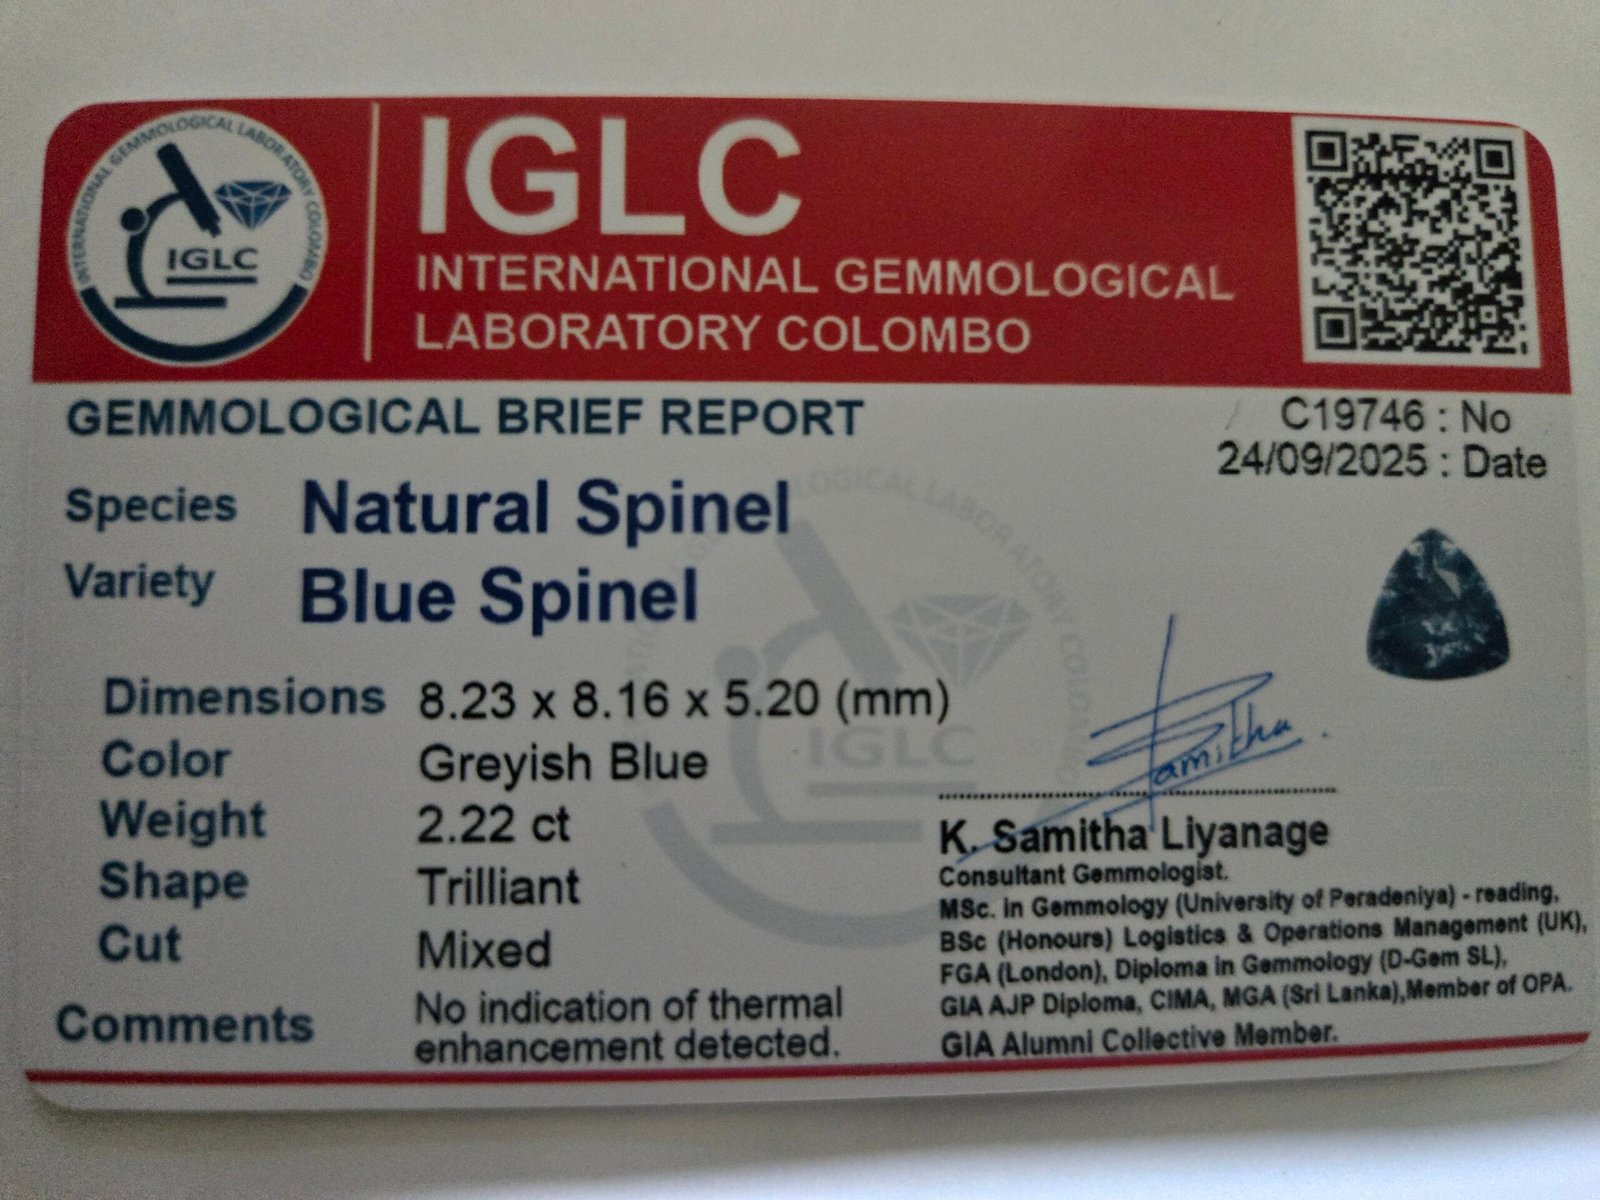 INTERNATIONAL GEMMOLOGICAL LABORATORY COLOMBO
IGLC
IGLC
INTERNATIONAL GEMMOLOGICAL
LABORATORY COLOMBO
GEMMOLOGICAL BRIEF REPORT
C19746 : No
24/09/2025 : Date
Species Natural Spinel
Variety Blue Spinel
Dimensions 8.23 x 8.16 x 5.20 (mm)
Color Greyish Blue
Weight 2.22 ct
Shape Trilliant
Cut Mixed
Comments No indication of thermal
enhancement detected.
IGLC
Samitha.
K. Samitha Liyanage
Consultant Gemmologist.
MSc. in Gemmology (University of Peradeniya) - reading,
BSc (Honours) Logistics & Operations Management (UK),
FGA (London), Diploma in Gemmology (D-Gem SL),
GIA AJP Diploma, CIMA, MGA (Sri Lanka),Member of OPA.
GIA Alumni Collective Member.